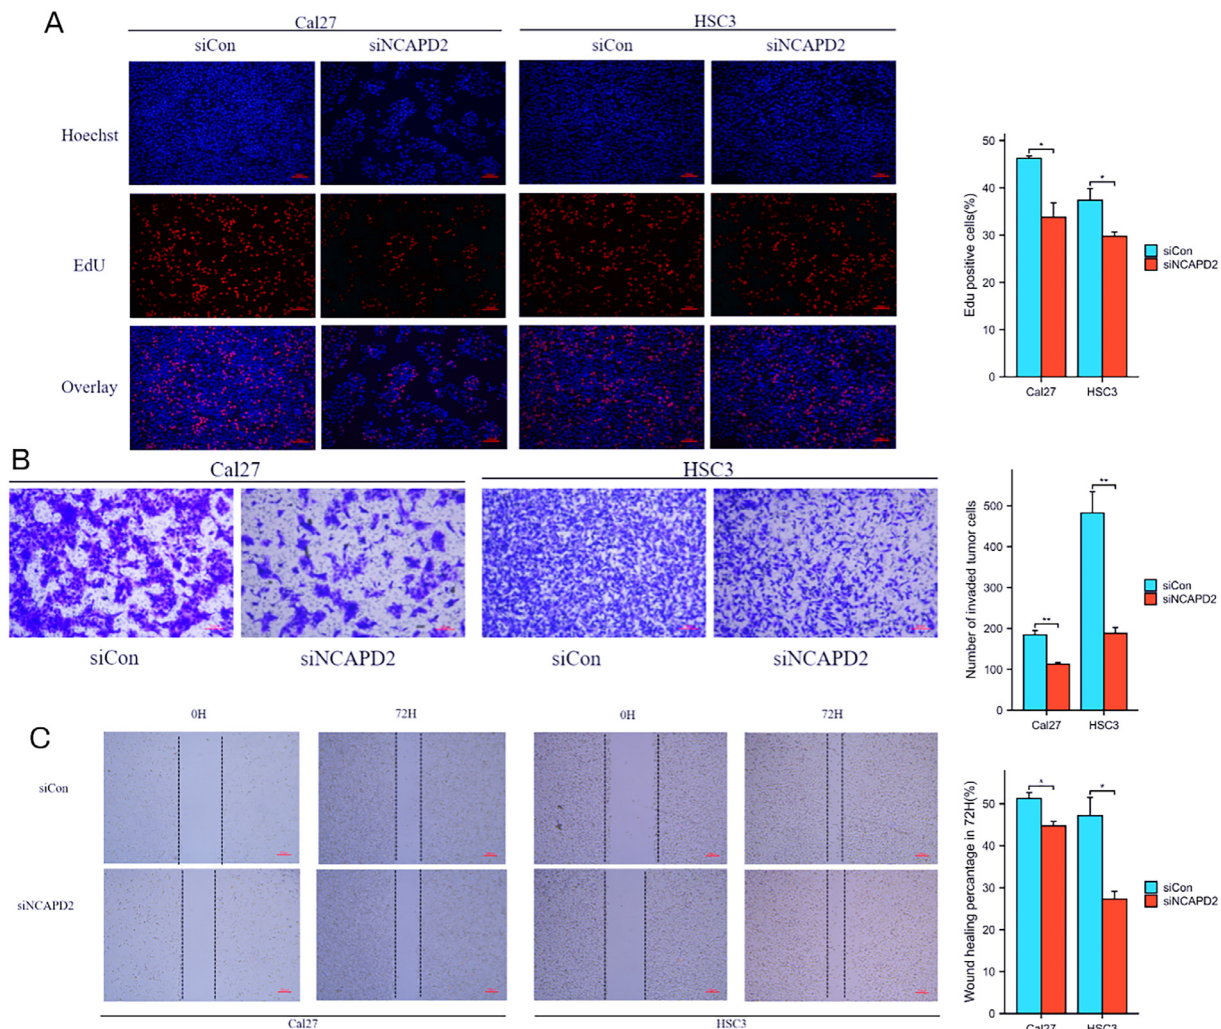 A
Cal27
HSC3
siCon
siNCAPD2
siCon
siNCAPD2
Hoechst
EdU
Overlay
Edu positive cells(%)
50
40
30
20
10
0
*
*
Cal27
HSC3
siCon
siNCAPD2
B
Cal27
HSC3
siCon
siNCAPD2
siCon
siNCAPD2
Number of invaded tumor cells
500
400
300
200
100
0
**
**
Cal27
HSC3
siCon
siNCAPD2
C
0H
72H
0H
72H
siCon
siNCAPD2
Cal27
HSC3
Wound healing percentage in 72H(%)
50
40
30
20
10
0
*
*
Cal27
HSC3
siCon
siNCAPD2